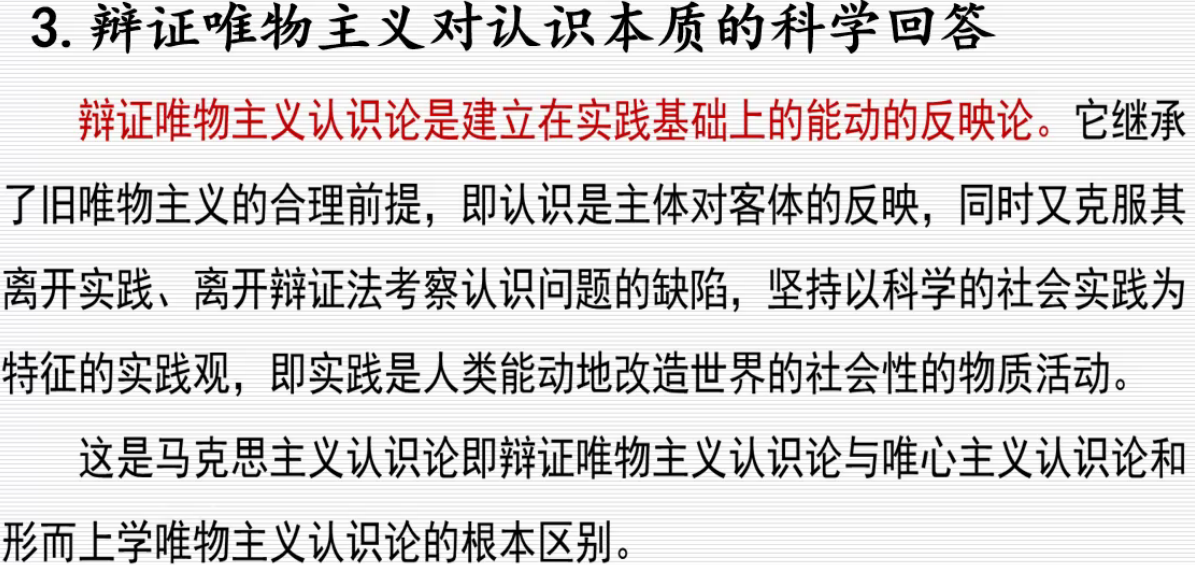 3. 辩证唯物主义对认识本质的科学回答
辩证唯物主义认识论是建立在实践基础上的能动的反映论。它继承
了旧唯物主义的合理前提，即认识是主体对客体的反映，同时又克服其
离开实践、离开辩证法考察认识问题的缺陷，坚持以科学的社会实践为
特征的实践观，即实践是人类能动地改造世界的社会性的物质活动。
这是马克思主义认识论即辩证唯物主义认识论与唯心主义认识论和
形而上学唯物主义认识论的根本区别。